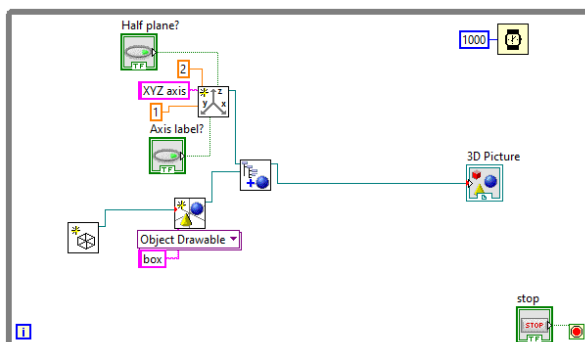 Half plane?
1000
2
XYZ axis
z
y x
1
TF
Axis label?
TF
3D Picture
Object Drawable
box
stop
STOP
TF
i